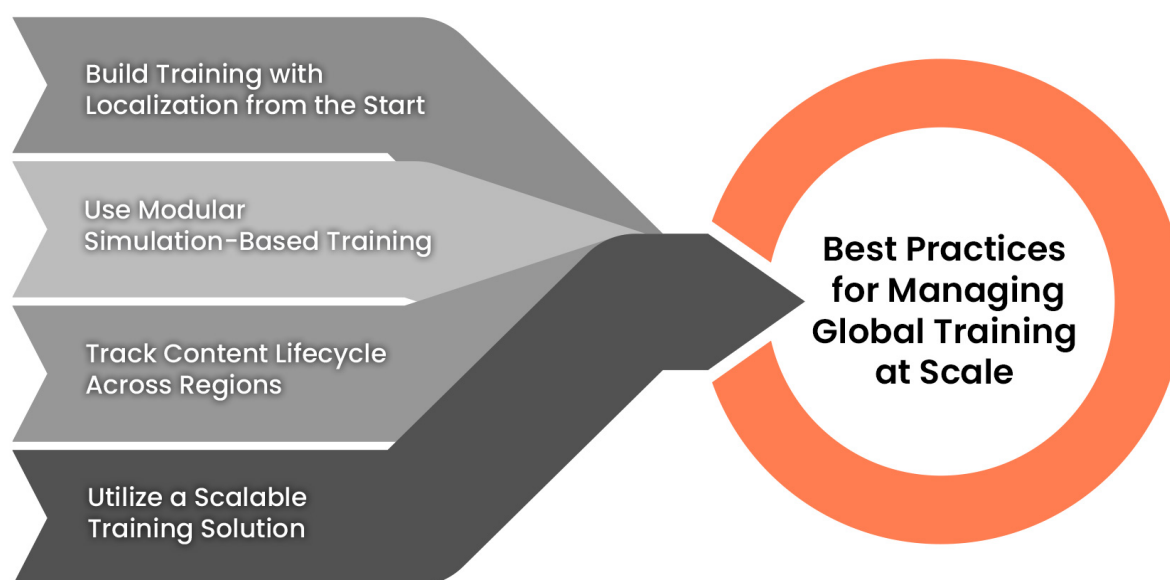 Build Training with
Localization from the Start
Use Modular
Simulation-Based Training
Track Content Lifecycle
Across Regions
Utilize a Scalable
Training Solution
Best Practices
for Managing
Global Training
at Scale